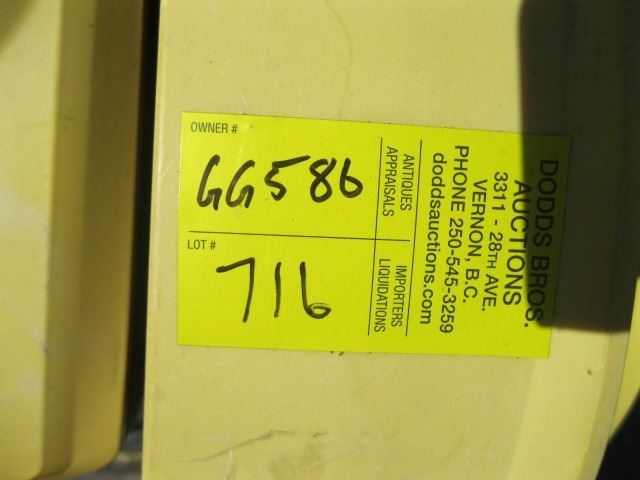 DODDS BROS.
AUCTIONS
3311 - 28TH AVE.
VERNON, B.C.
PHONE 250-545-3259
doddsauctions.com
ANTIQUES
APPRAISALS
IMPORTERS
LIQUIDATIONS
OWNER #
GG586
LOT #
716